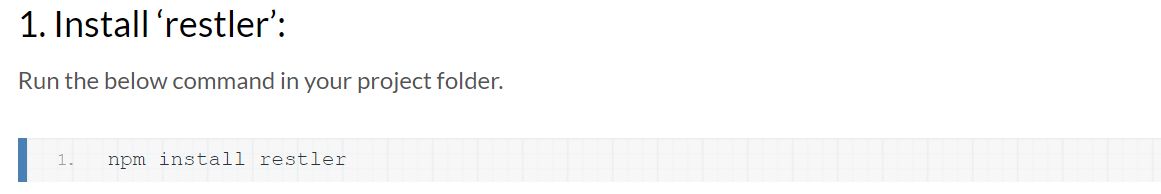 1. Install ‘restler’:
Run the below command in your project folder.
1. npm install restler